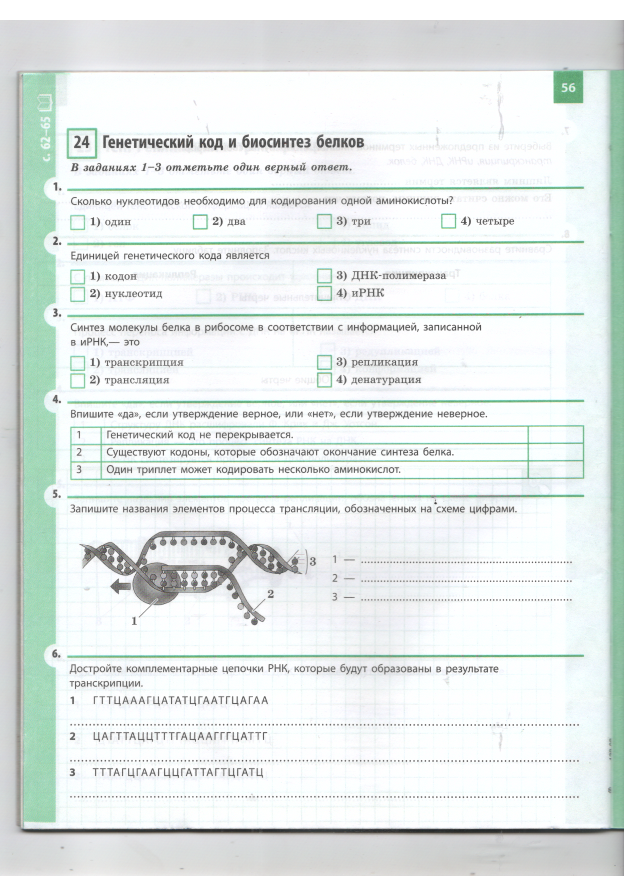 56
с. 62–65
24 Генетический код и биосинтез белков
В заданиях 1–3 отметьте один верный ответ.
1.
Сколько нуклеотидов необходимо для кодирования одной аминокислоты?
1) один 2) два 3) три 4) четыре
2.
Единицей генетического кода является
1) кодон 3) ДНК-полимераза
2) нуклеотид 4) иРНК
3.
Синтез молекулы белка в рибосоме в соответствии с информацией, записанной
в иРНК,— это
1) транскрипция 3) репликация
2) трансляция 4) денатурация
4.
Впишите «да», если утверждение верное, или «нет», если утверждение неверное.
1 Генетический код не перекрывается.
2 Существуют кодоны, которые обозначают окончание синтеза белка.
3 Один триплет может кодировать несколько аминокислот.
5.
Запишите названия элементов процесса трансляции, обозначенных на схеме цифрами.
3
2
1
1 —
2 —
3 —
6.
Достройте комплементарные цепочки РНК, которые будут образованы в результате
транскрипции.
1 ГТТЦАААГЦАТАТЦГААТГЦАГАА
2 ЦАГТТАЦЦТТТГАЦААГГГЦАТТГ
3 ТТТАГЦГААГЦЦГАТТАГТЦГАТЦ